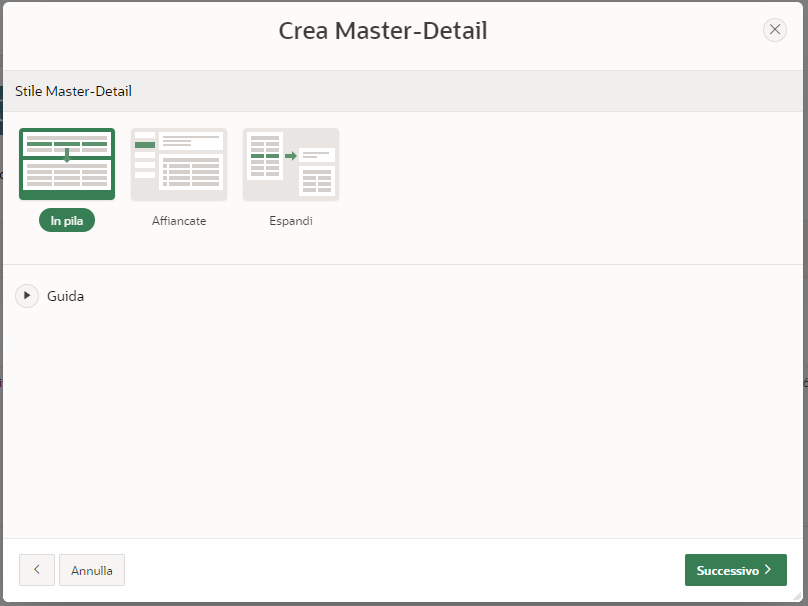 Crea Master-Detail
Stile Master-Detail
In pila
Affiancate
Espandi
Guida
Annulla
Successivo